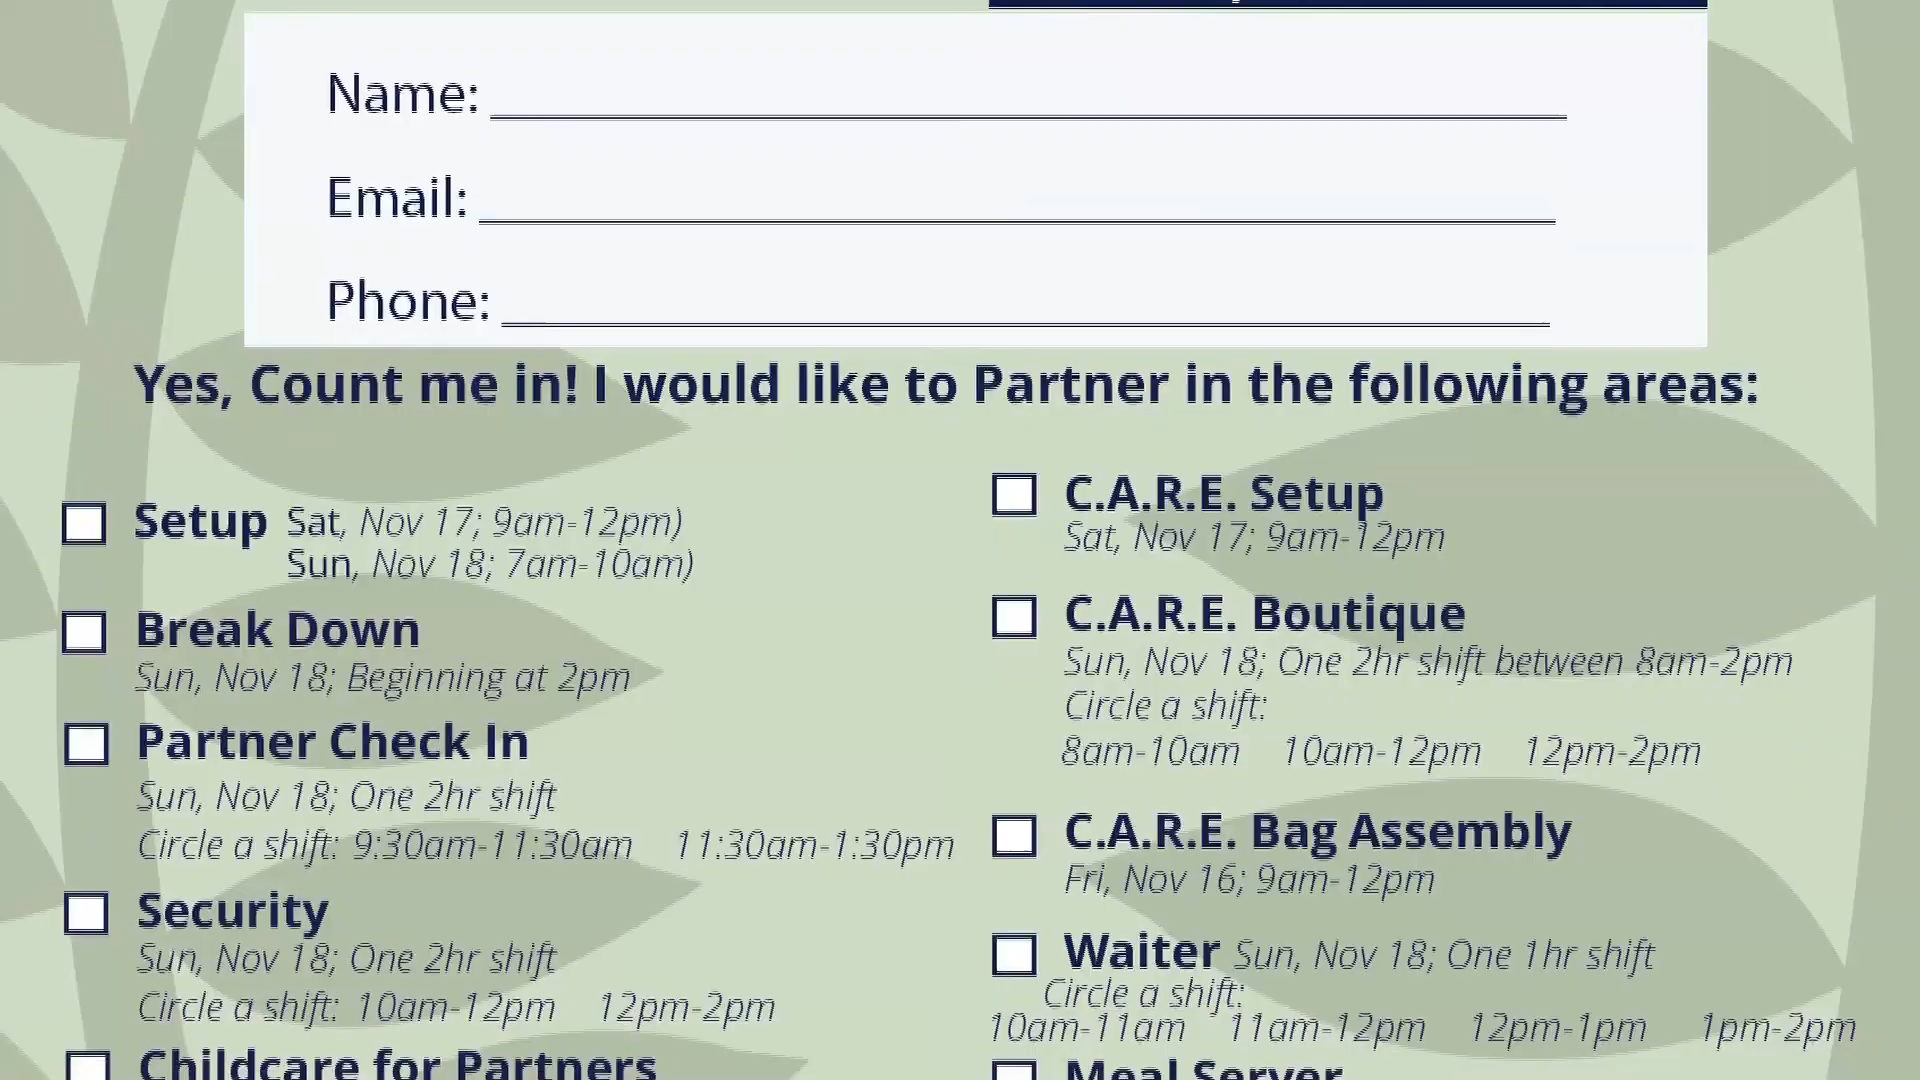 Name:
Email:
Phone:
Yes, Count me in! I would like to Partner in the following areas:
Setup Sat, Nov 17; 9am-12pm)
Sun, Nov 18; 7am-10am)
Break Down
Sun, Nov 18; Beginning at 2pm
Partner Check In
Sun, Nov 18; One 2hr shift
Circle a shift: 9:30am-11:30am 11:30am-1:30pm
Security
Sun, Nov 18; One 2hr shift
Circle a shift: 10am-12pm 12pm-2pm
Childcare for Partners
C.A.R.E. Setup
Sat, Nov 17; 9am-12pm
C.A.R.E. Boutique
Sun, Nov 18; One 2hr shift between 8am-2pm
Circle a shift:
8am-10am 10am-12pm 12pm-2pm
C.A.R.E. Bag Assembly
Fri, Nov 16; 9am-12pm
Waiter Sun, Nov 18; One 1hr shift
Circle a shift:
10am-11am 11am-12pm 12pm-1pm 1pm-2pm
Meal Server